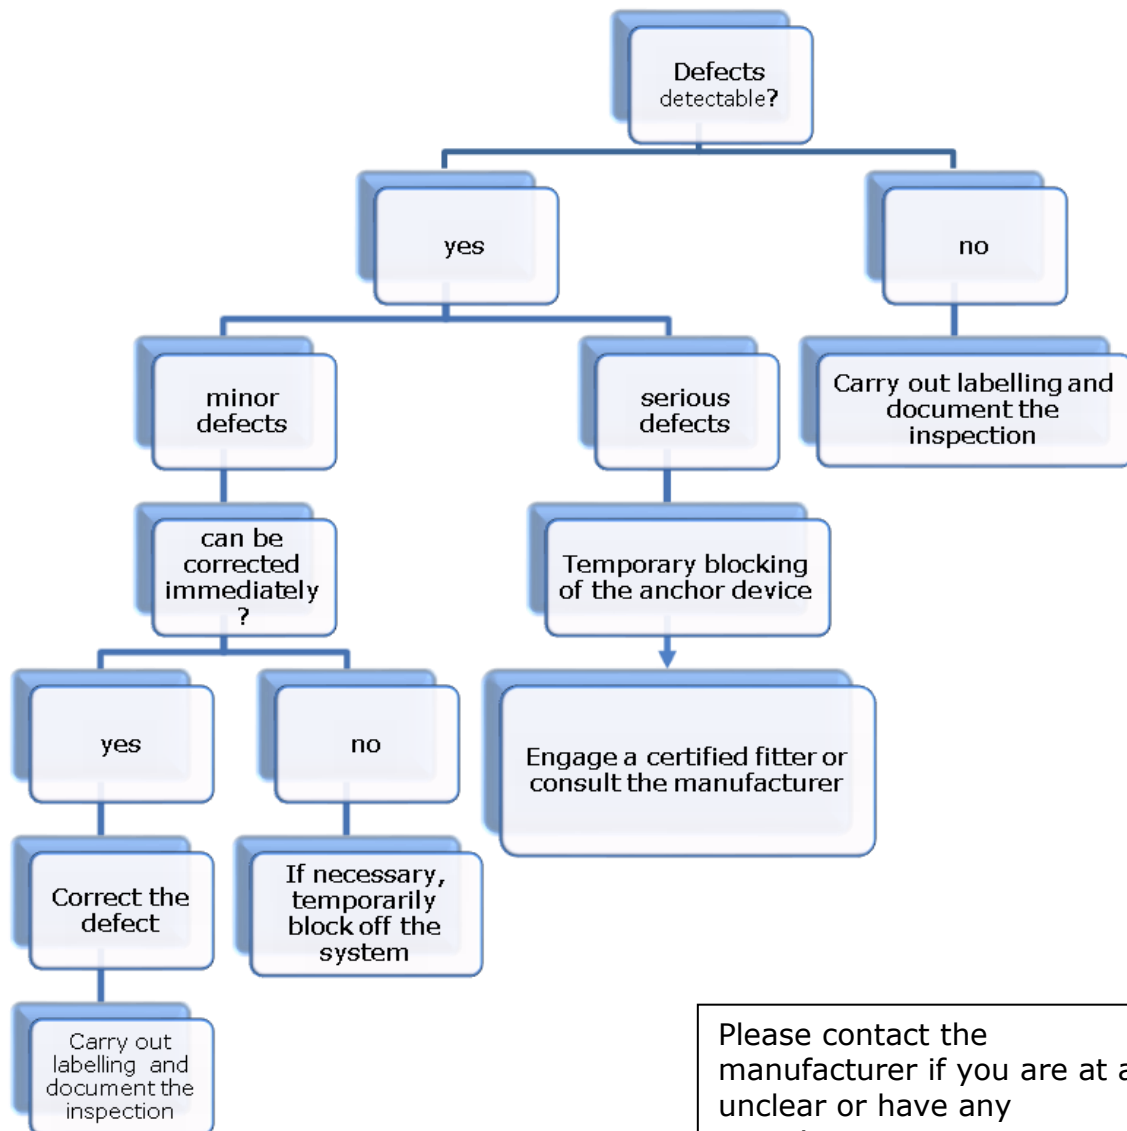 Defects
detectable?
yes
no
minor
defects
serious
defects
Carry out labelling and
document the
inspection
can be
corrected
immediately
?
Temporary blocking
of the anchor device
yes
no
Engage a certified fitter or
consult the manufacturer
Correct the
defect
If necessary,
temporarily
block off the
system
Carry out
labelling and
document the
inspection
Please contact the
manufacturer if you are at
unclear or have any